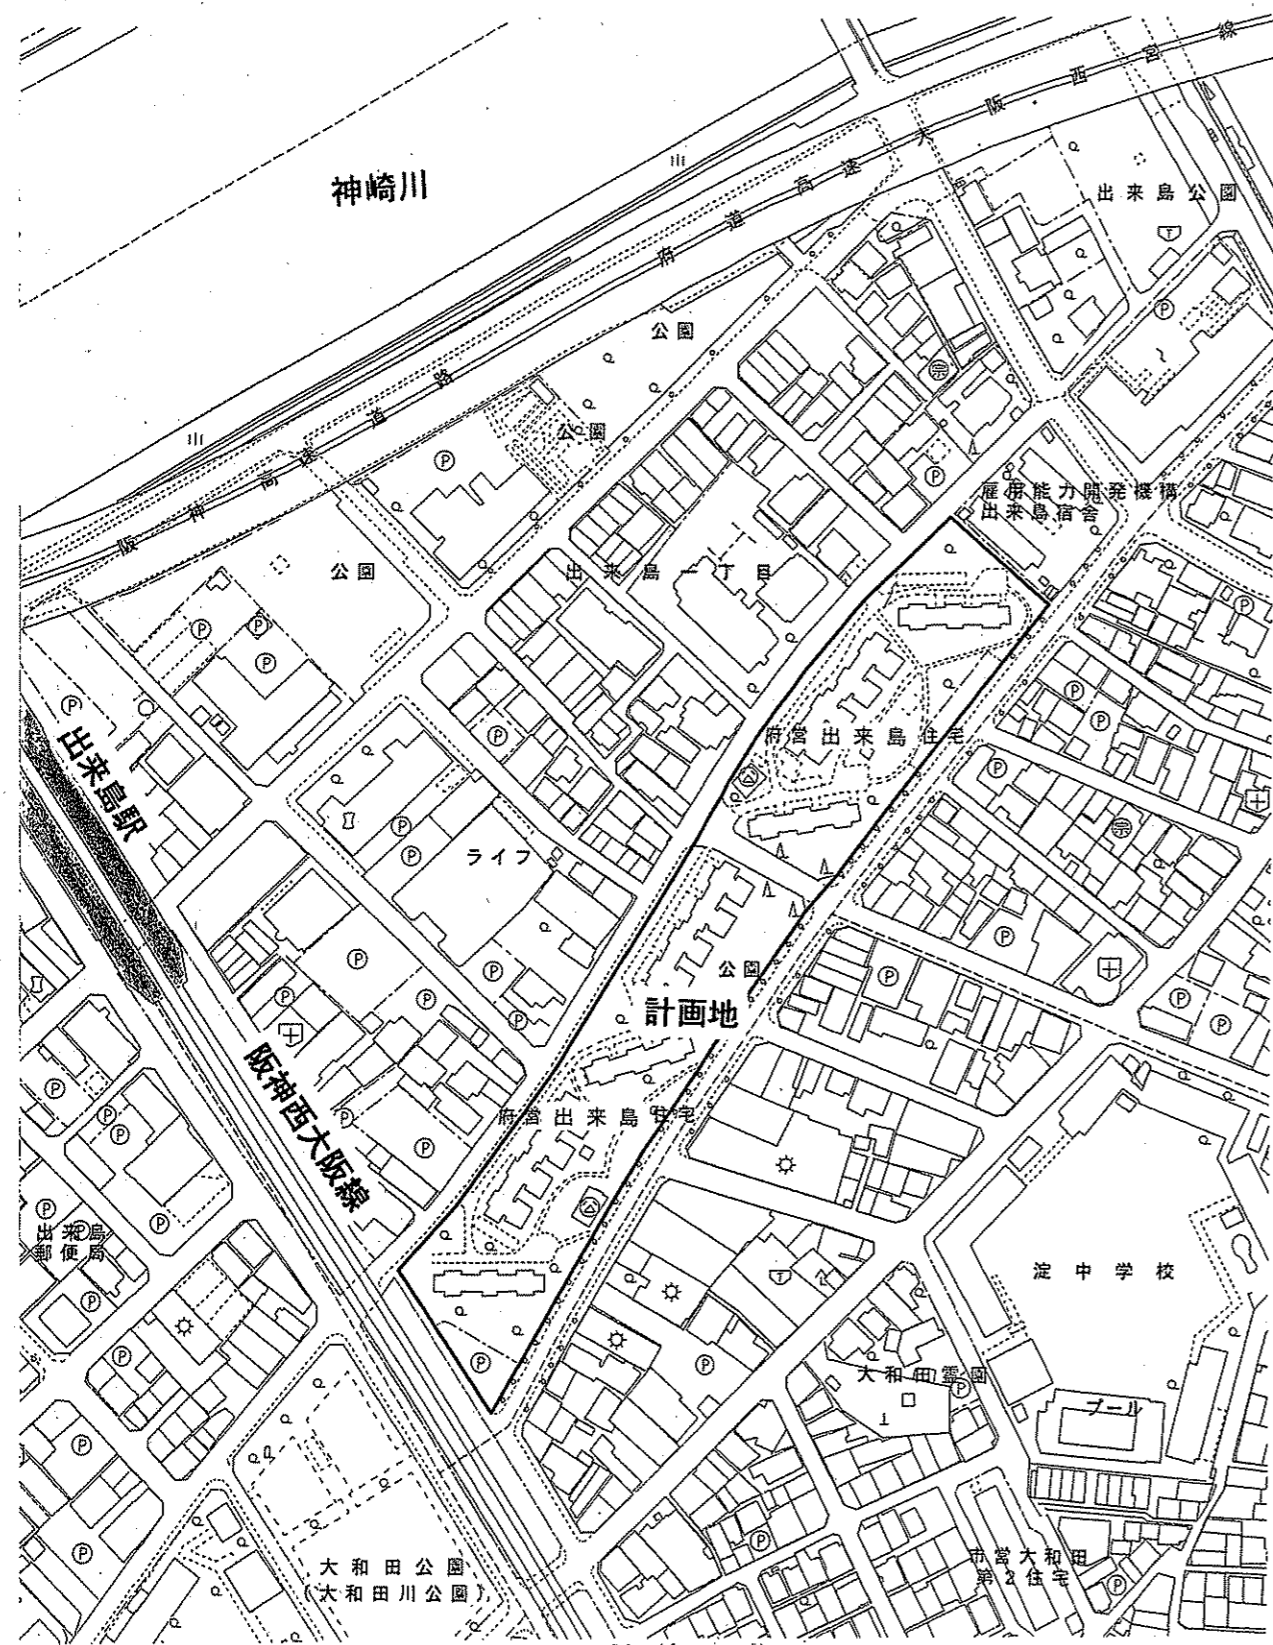 神崎川
阪神高速道路
府道高速大阪西宮線
出来島公園
公園
公園
公園
雇用能力開発機構
出来島宿舎
出来島一丁目
府営出来島住宅
出来島駅
ライフ
公園
計画地
府営出来島住宅
阪神西大阪線
出来島
郵便局
淀中学校
大和田霊園
プール
大和田公園
(大和田川公園)
市営大和田
第2住宅